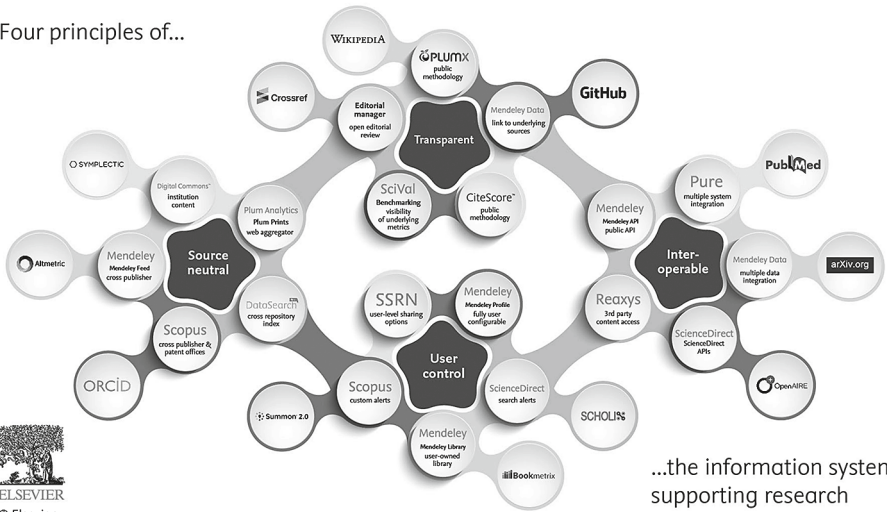 Four principles of...
WIKIPEDIA
PLUMX
public
methodology
Crossref
Editorial
manager
open editorial
review
Mendeley Data
link to underlying
sources
GitHub
Transparent
SciVal
Benchmarking
visibility
of underlying
metrics
CiteScore™
public
methodology
SYMPLECTIC
Digital Commons™
institution
content
Plum Analytics
Plum Prints
web aggregator
Altmetric
Mendeley
Mendeley Feed
cross publisher
Source
neutral
DataSearch
cross repository
index
Scopus
cross publisher &
patent offices
ORCID
PubMed
Pure
multiple system
integration
Mendeley
Mendeley API
public API
Inter-
operable
Mendeley Data
multiple data
integration
arXiv.org
Reaxys
3rd party
content access
ScienceDirect
ScienceDirect
APIs
OpenAIRE
SSRN
user-level sharing
options
Mendeley
Mendeley Profile
fully user
configurable
User
control
Scopus
custom alerts
ScienceDirect
search alerts
Summon 2.0
SCHOLIX
Mendeley
Mendeley Library
user-owned
library
Bookmetrix
ELSEVIER
© Elsevier
...the information system
supporting research